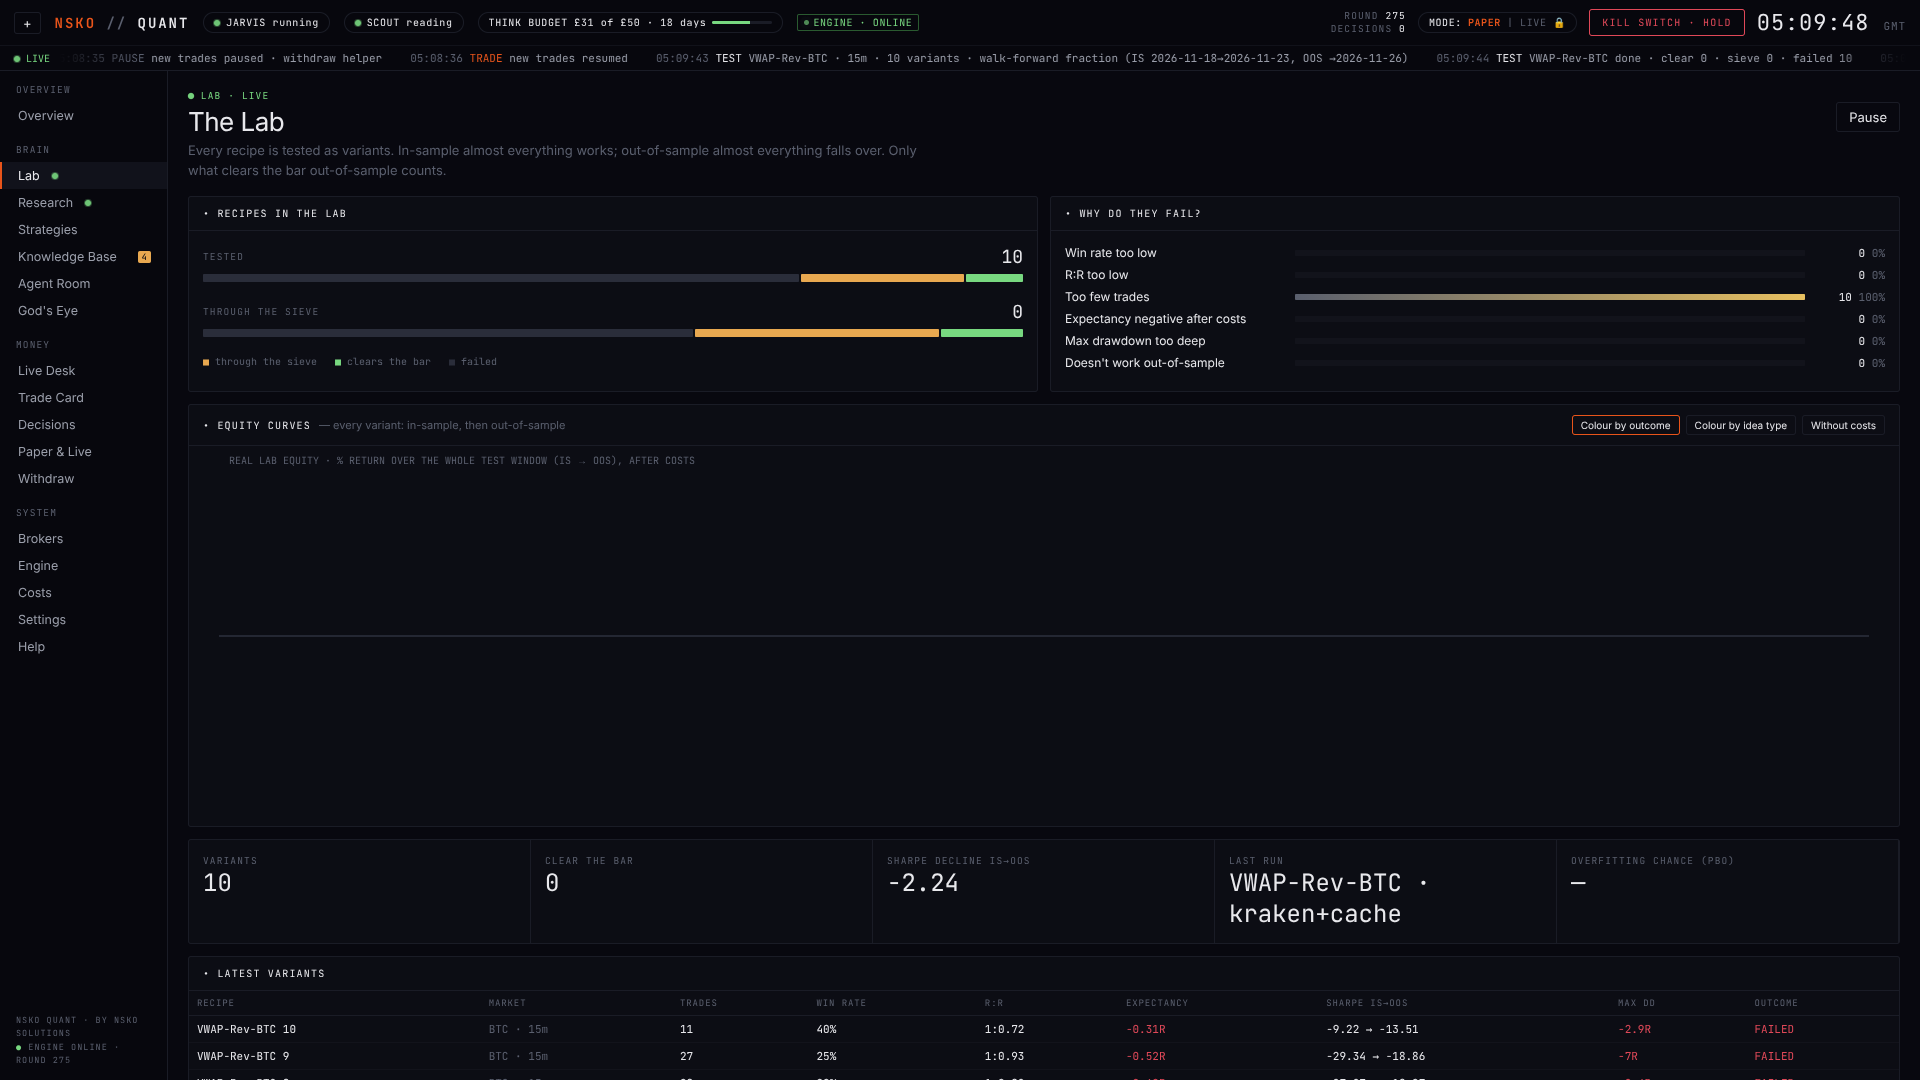 + NSKO // QUANT JARVIS running SCOUT reading THINK BUDGET £31 of £50 · 18 days ENGINE · ONLINE ROUND 275 DECISIONS 0 MODE: PAPER | LIVE KILL SWITCH · HOLD 05:09:48 GMT
LIVE :08:35 PAUSE new trades paused · withdraw helper 05:08:36 TRADE new trades resumed 05:09:43 TEST VWAP-Rev-BTC · 15m · 10 variants · walk-forward fraction (IS 2026-11-18→2026-11-23, OOS →2026-11-26) 05:09:44 TEST VWAP-Rev-BTC done · clear 0 · sieve 0 · failed 10
OVERVIEW
Overview
BRAIN
Lab
Research
Strategies
Knowledge Base 4
Agent Room
God's Eye
MONEY
Live Desk
Trade Card
Decisions
Paper & Live
Withdraw
SYSTEM
Brokers
Engine
Costs
Settings
Help
NSKO QUANT · BY NSKO
SOLUTIONS
ENGINE ONLINE ·
ROUND 275
LAB · LIVE
The Lab
Pause
Every recipe is tested as variants. In-sample almost everything works; out-of-sample almost everything falls over. Only
what clears the bar out-of-sample counts.
· RECIPES IN THE LAB
TESTED 10
THROUGH THE SIEVE 0
through the sieve clears the bar failed
· WHY DO THEY FAIL?
Win rate too low 0 0%
R:R too low 0 0%
Too few trades 10 100%
Expectancy negative after costs 0 0%
Max drawdown too deep 0 0%
Doesn't work out-of-sample 0 0%
· EQUITY CURVES — every variant: in-sample, then out-of-sample Colour by outcome Colour by idea type Without costs
REAL LAB EQUITY · % RETURN OVER THE WHOLE TEST WINDOW (IS → OOS), AFTER COSTS
VARIANTS
10
CLEAR THE BAR
0
SHARPE DECLINE IS→OOS
-2.24
LAST RUN
VWAP-Rev-BTC ·
kraken+cache
OVERFITTING CHANCE (PBO)
—
· LATEST VARIANTS
RECIPE MARKET TRADES WIN RATE R:R EXPECTANCY SHARPE IS→OOS MAX DD OUTCOME
VWAP-Rev-BTC 10 BTC · 15m 11 40% 1:0.72 -0.31R -9.22 → -13.51 -2.9R FAILED
VWAP-Rev-BTC 9 BTC · 15m 27 25% 1:0.93 -0.52R -29.34 → -18.86 -7R FAILED